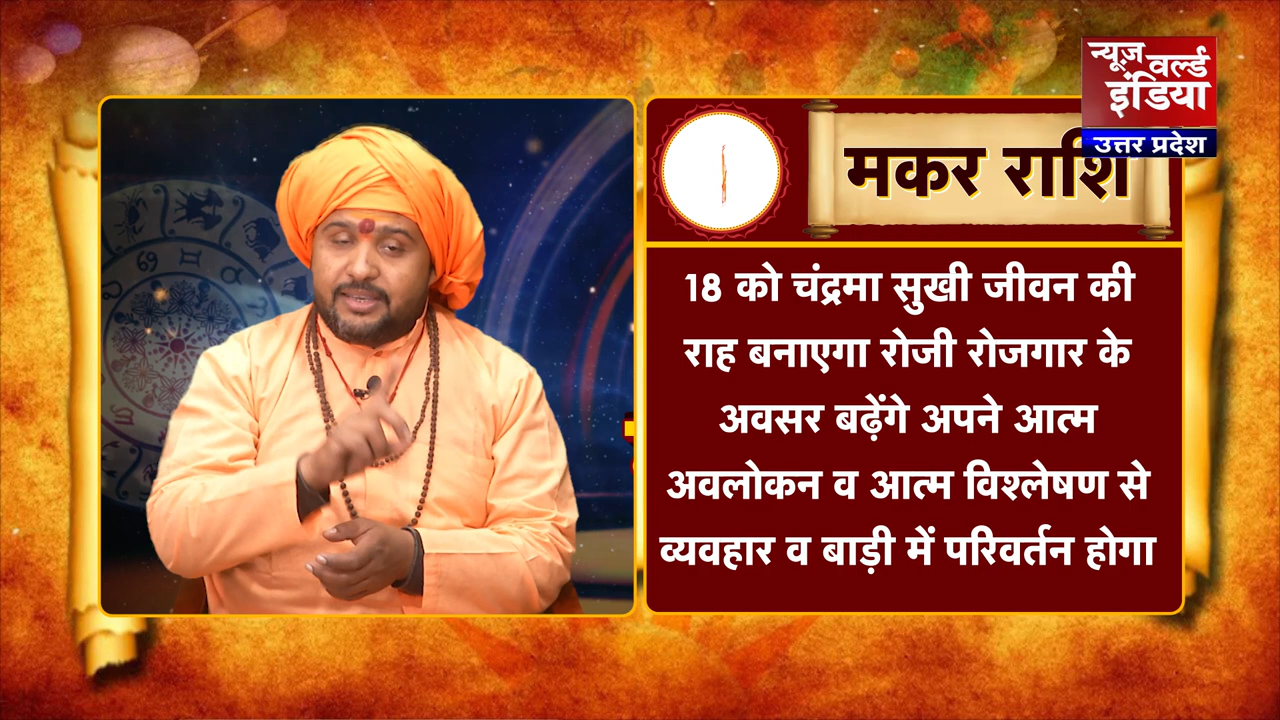 न्यूज़ वर्ल्ड
इंडिया
उत्तर प्रदेश
मकर राशि
18 को चंद्रमा सुखी जीवन की
राह बनाएगा रोजी रोजगार के
अवसर बढ़ेंगे अपने आत्म
अवलोकन व आत्म विश्लेषण से
व्यवहार व बाड़ी में परिवर्तन होगा